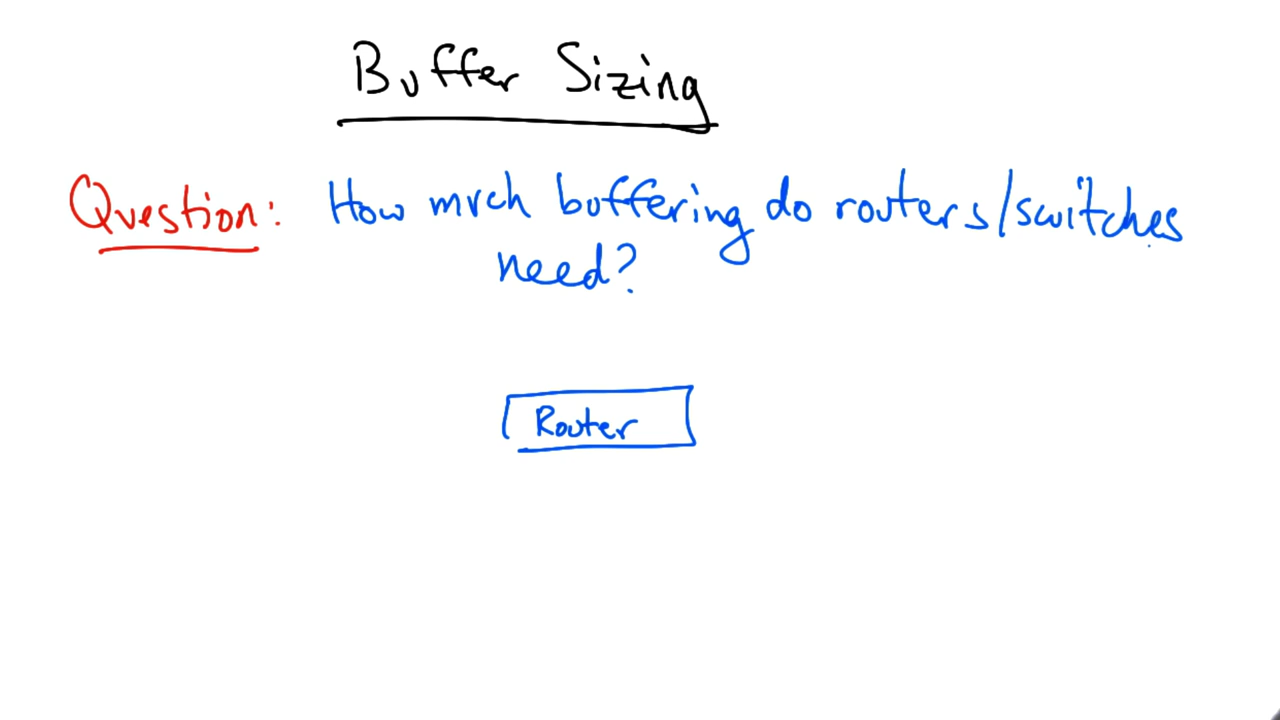 Buffer Sizing
Question: How much buffering do routers/switches
need?
Router